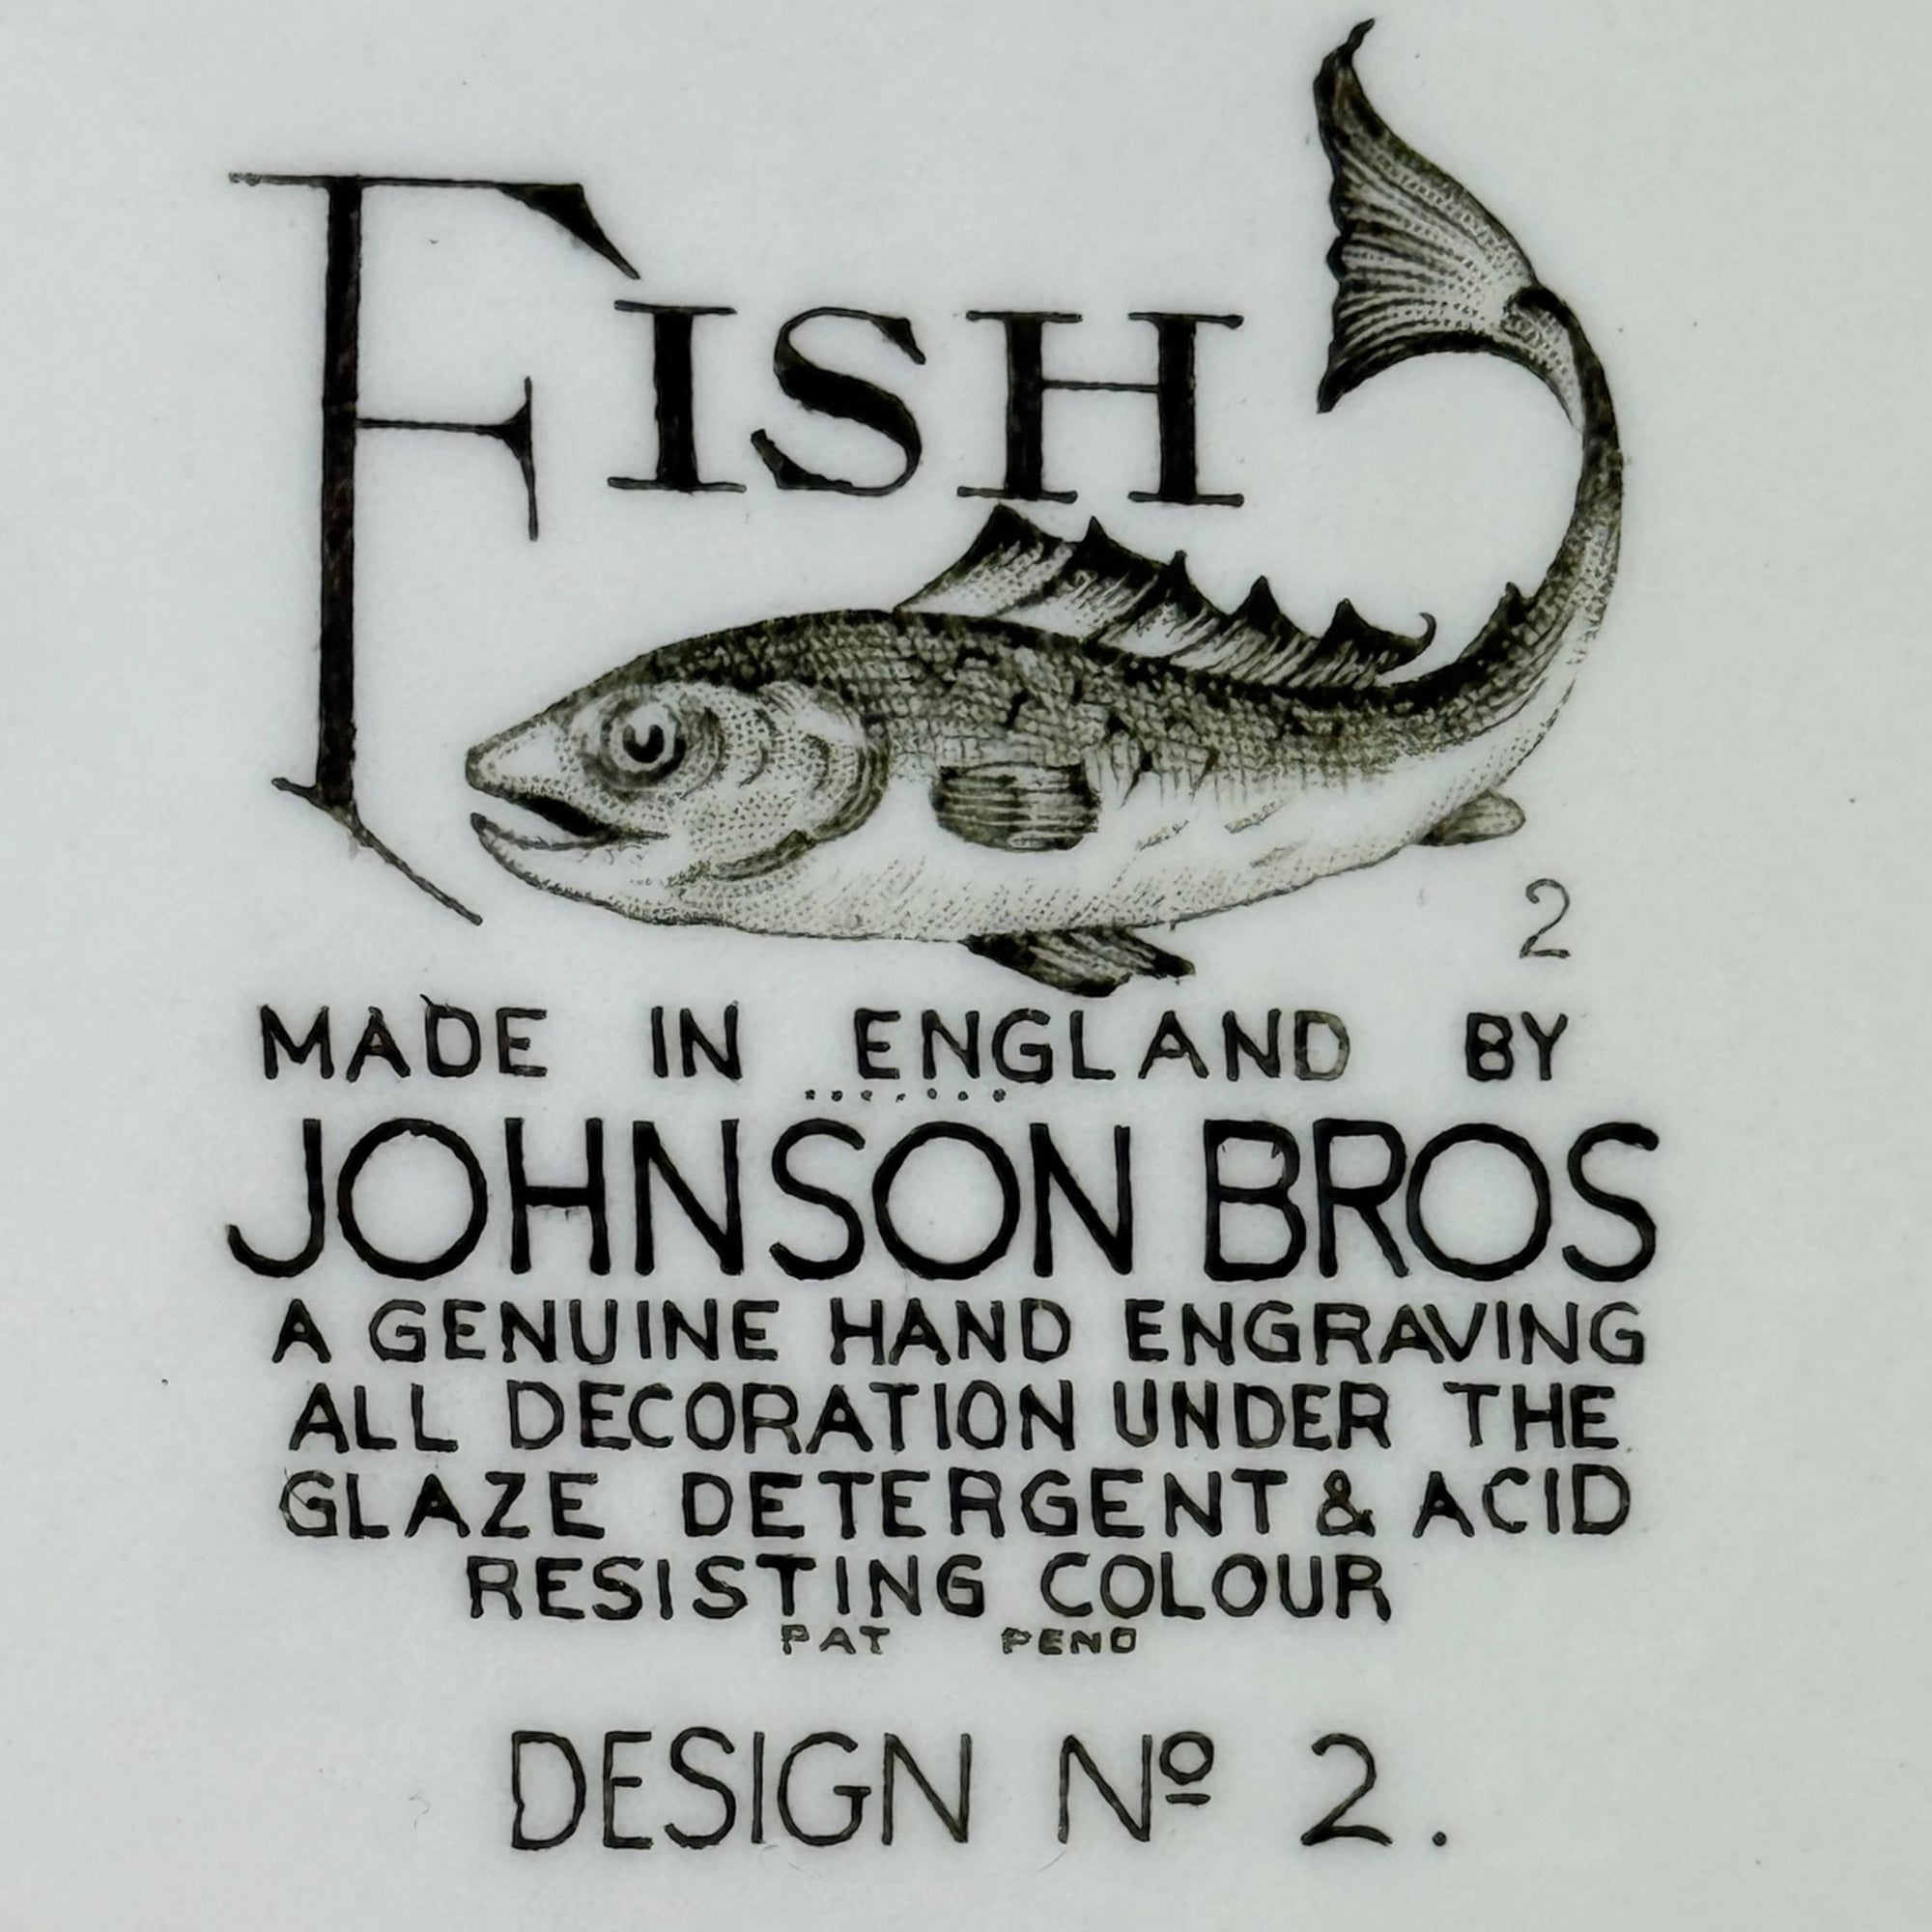 FISH
2
MADE IN ENGLAND BY
JOHNSON BROS
A GENUINE HAND ENGRAVING
ALL DECORATION UNDER THE
GLAZE DETERGENT & ACID
RESISTING COLOUR
PAT PEND
DESIGN Nº 2.